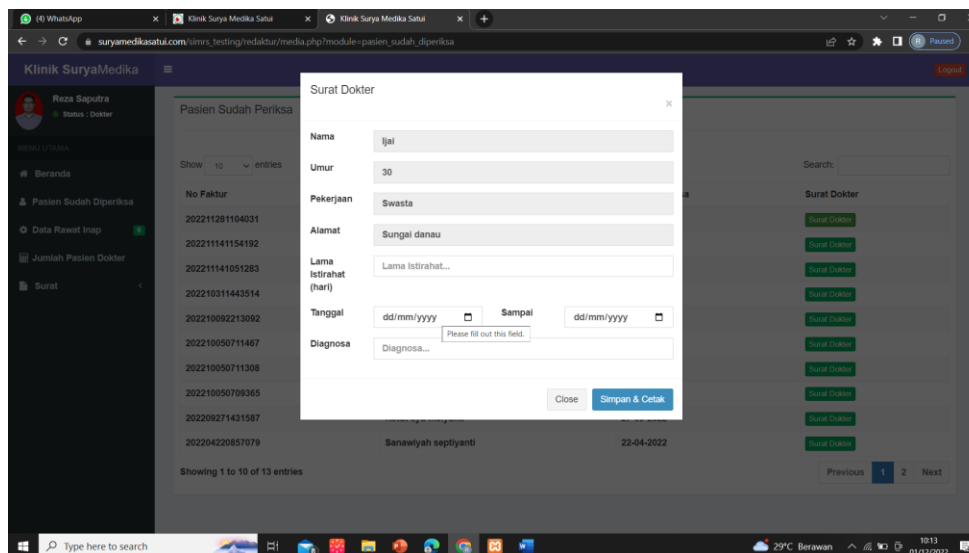 (4) WhatsApp
Klinik Surya Medika Satui
Klinik Surya Medika Satui
suryamedikasatui.com/simrs_testing/redaktur/media.php?module=pasien_sudah_diperiksa
R Paused
Klinik SuryaMedika
Logout
Reza Saputra
Status : Dokter
MENU UTAMA
Beranda
Pasien Sudah Diperiksa
Data Rawat Inap
Jumlah Pasien Dokter
Surat
Pasien Sudah Periksa
Show 10 entries
Search:
No Faktur
Surat Dokter
202211281104031 Surat Dokter
202211141154192 Surat Dokter
202211141051283 Surat Dokter
202210311443514 Surat Dokter
202210092213092 Surat Dokter
202210050711467 Surat Dokter
202210050711308 Surat Dokter
202210050709365 Surat Dokter
202209271431587 Surat Dokter
202204220857079 Sanawiyah septiyanti 22-04-2022 Surat Dokter
Showing 1 to 10 of 13 entries
Previous 1 2 Next
Surat Dokter
×
Nama Ijai
Umur 30
Pekerjaan Swasta
Alamat Sungai danau
Lama Istirahat (hari) Lama Istirahat...
Tanggal dd/mm/yyyy Sampai dd/mm/yyyy
Please fill out this field.
Diagnosa Diagnosa...
Close Simpan & Cetak
Type here to search
29°C Berawan
10:13
01/12/2022